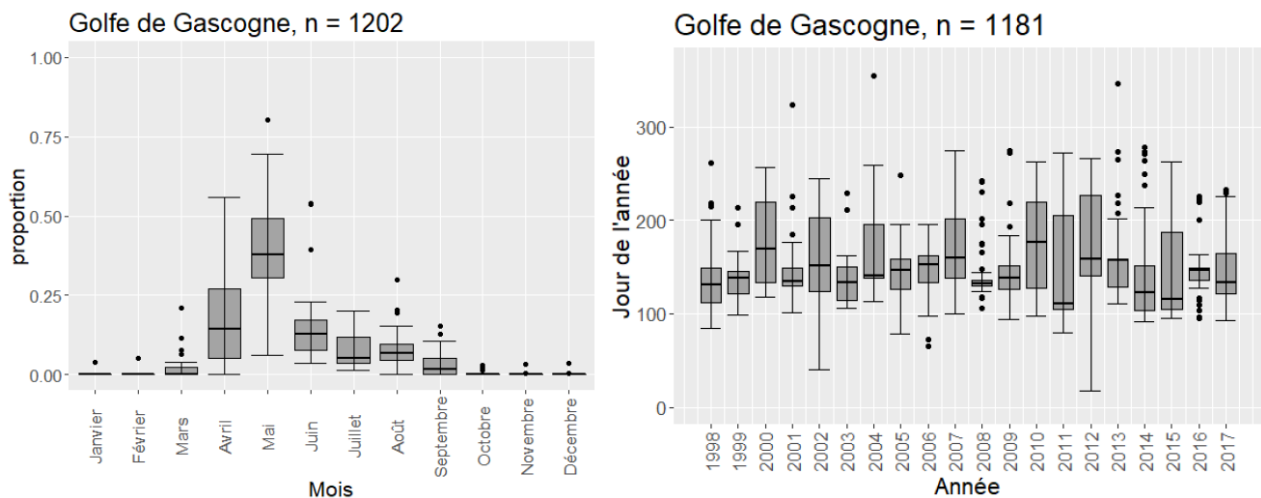 Golfe de Gascogne, n = 1202
1.00
0.75
0.50
0.25
0.00
proportion
Janvier
Février
Mars
Avril
Mai
Juin
Juillet
Août
Septembre
Octobre
Novembre
Décembre
Mois
Golfe de Gascogne, n = 1181
300
200
100
0
Jour de l'année
1998
1999
2000
2001
2002
2003
2004
2005
2006
2007
2008
2009
2010
2011
2012
2013
2014
2015
2016
2017
Année